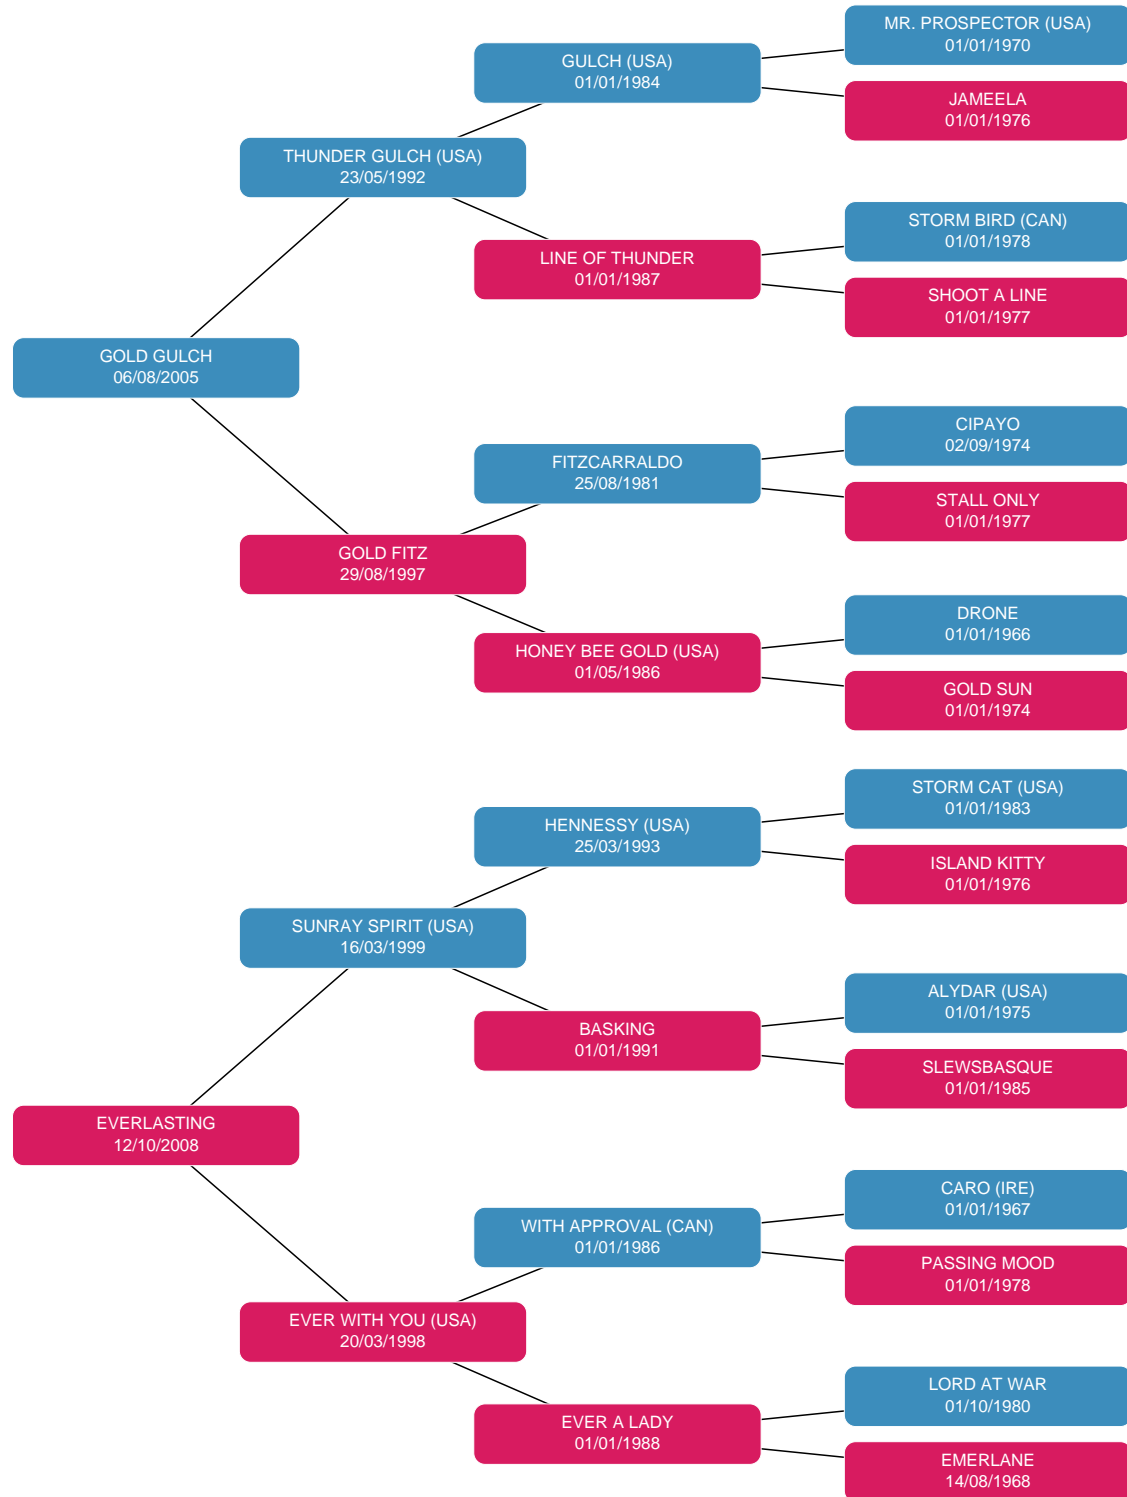 MR. PROSPECTOR (USA)
01/01/1970
GULCH (USA)
01/01/1984
JAMEELA
01/01/1976
THUNDER GULCH (USA)
23/05/1992
STORM BIRD (CAN)
01/01/1978
LINE OF THUNDER
01/01/1987
SHOOT A LINE
01/01/1977
GOLD GULCH
06/08/2005
CIPAYO
02/09/1974
FITZCARRALDO
25/08/1981
STALL ONLY
01/01/1977
GOLD FITZ
29/08/1997
DRONE
01/01/1966
HONEY BEE GOLD (USA)
01/05/1986
GOLD SUN
01/01/1974
STORM CAT (USA)
01/01/1983
HENNESSY (USA)
25/03/1993
ISLAND KITTY
01/01/1976
SUNRAY SPIRIT (USA)
16/03/1999
ALYDAR (USA)
01/01/1975
BASKING
01/01/1991
SLEWSBASQUE
01/01/1985
EVERLASTING
12/10/2008
CARO (IRE)
01/01/1967
WITH APPROVAL (CAN)
01/01/1986
PASSING MOOD
01/01/1978
EVER WITH YOU (USA)
20/03/1998
LORD AT WAR
01/10/1980
EVER A LADY
01/01/1988
EMERLANE
14/08/1968